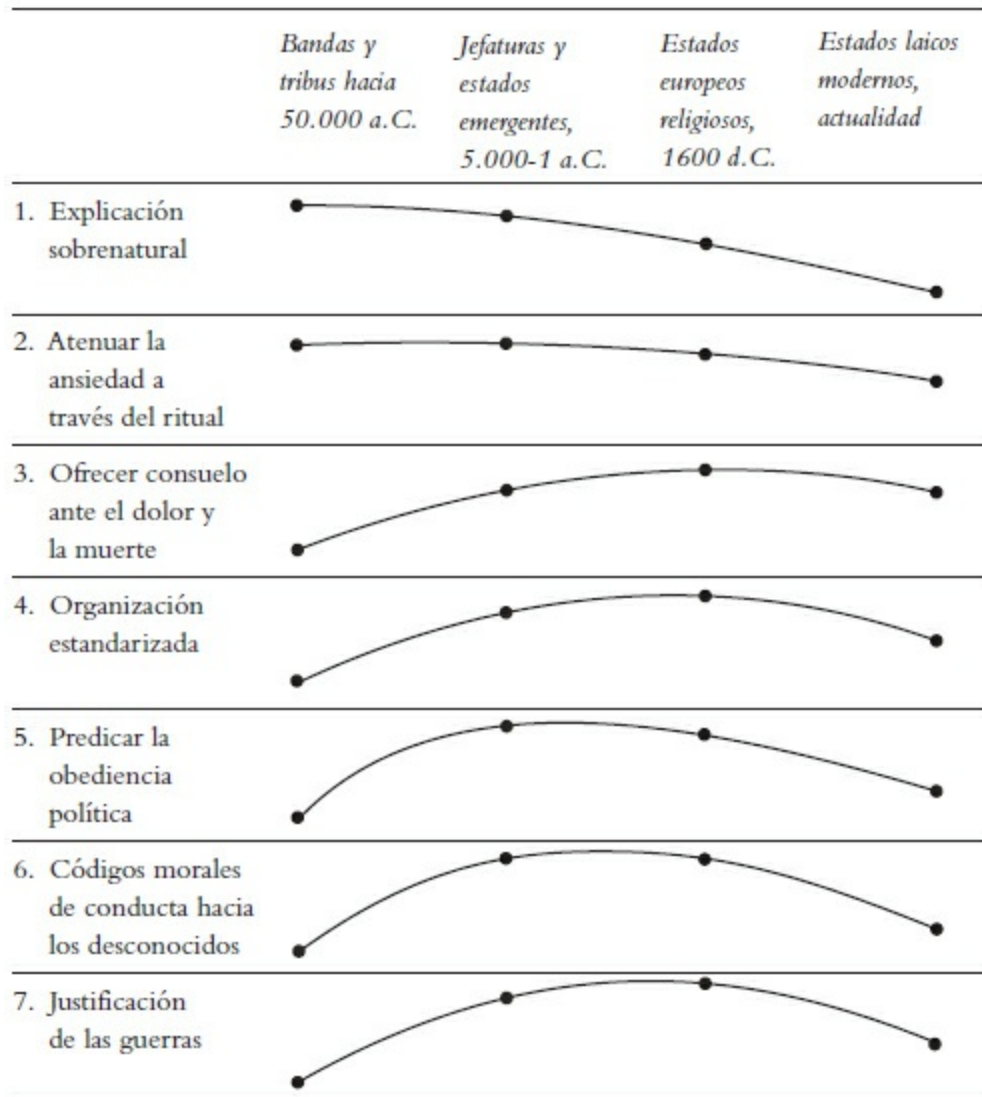 Bandas y
tribus hacia
50.000 a.C.
Jefaturas y
estados
emergentes,
5.000-1 a.C.
Estados
europeos
religiosos,
1600 d.C.
Estados laicos
modernos,
actualidad
1. Explicación
sobrenatural
2. Atenuar la
ansiedad a
través del ritual
3. Ofrecer consuelo
ante el dolor y
la muerte
4. Organización
estandarizada
5. Predicar la
obediencia
política
6. Códigos morales
de conducta hacia
los desconocidos
7. Justificación
de las guerras